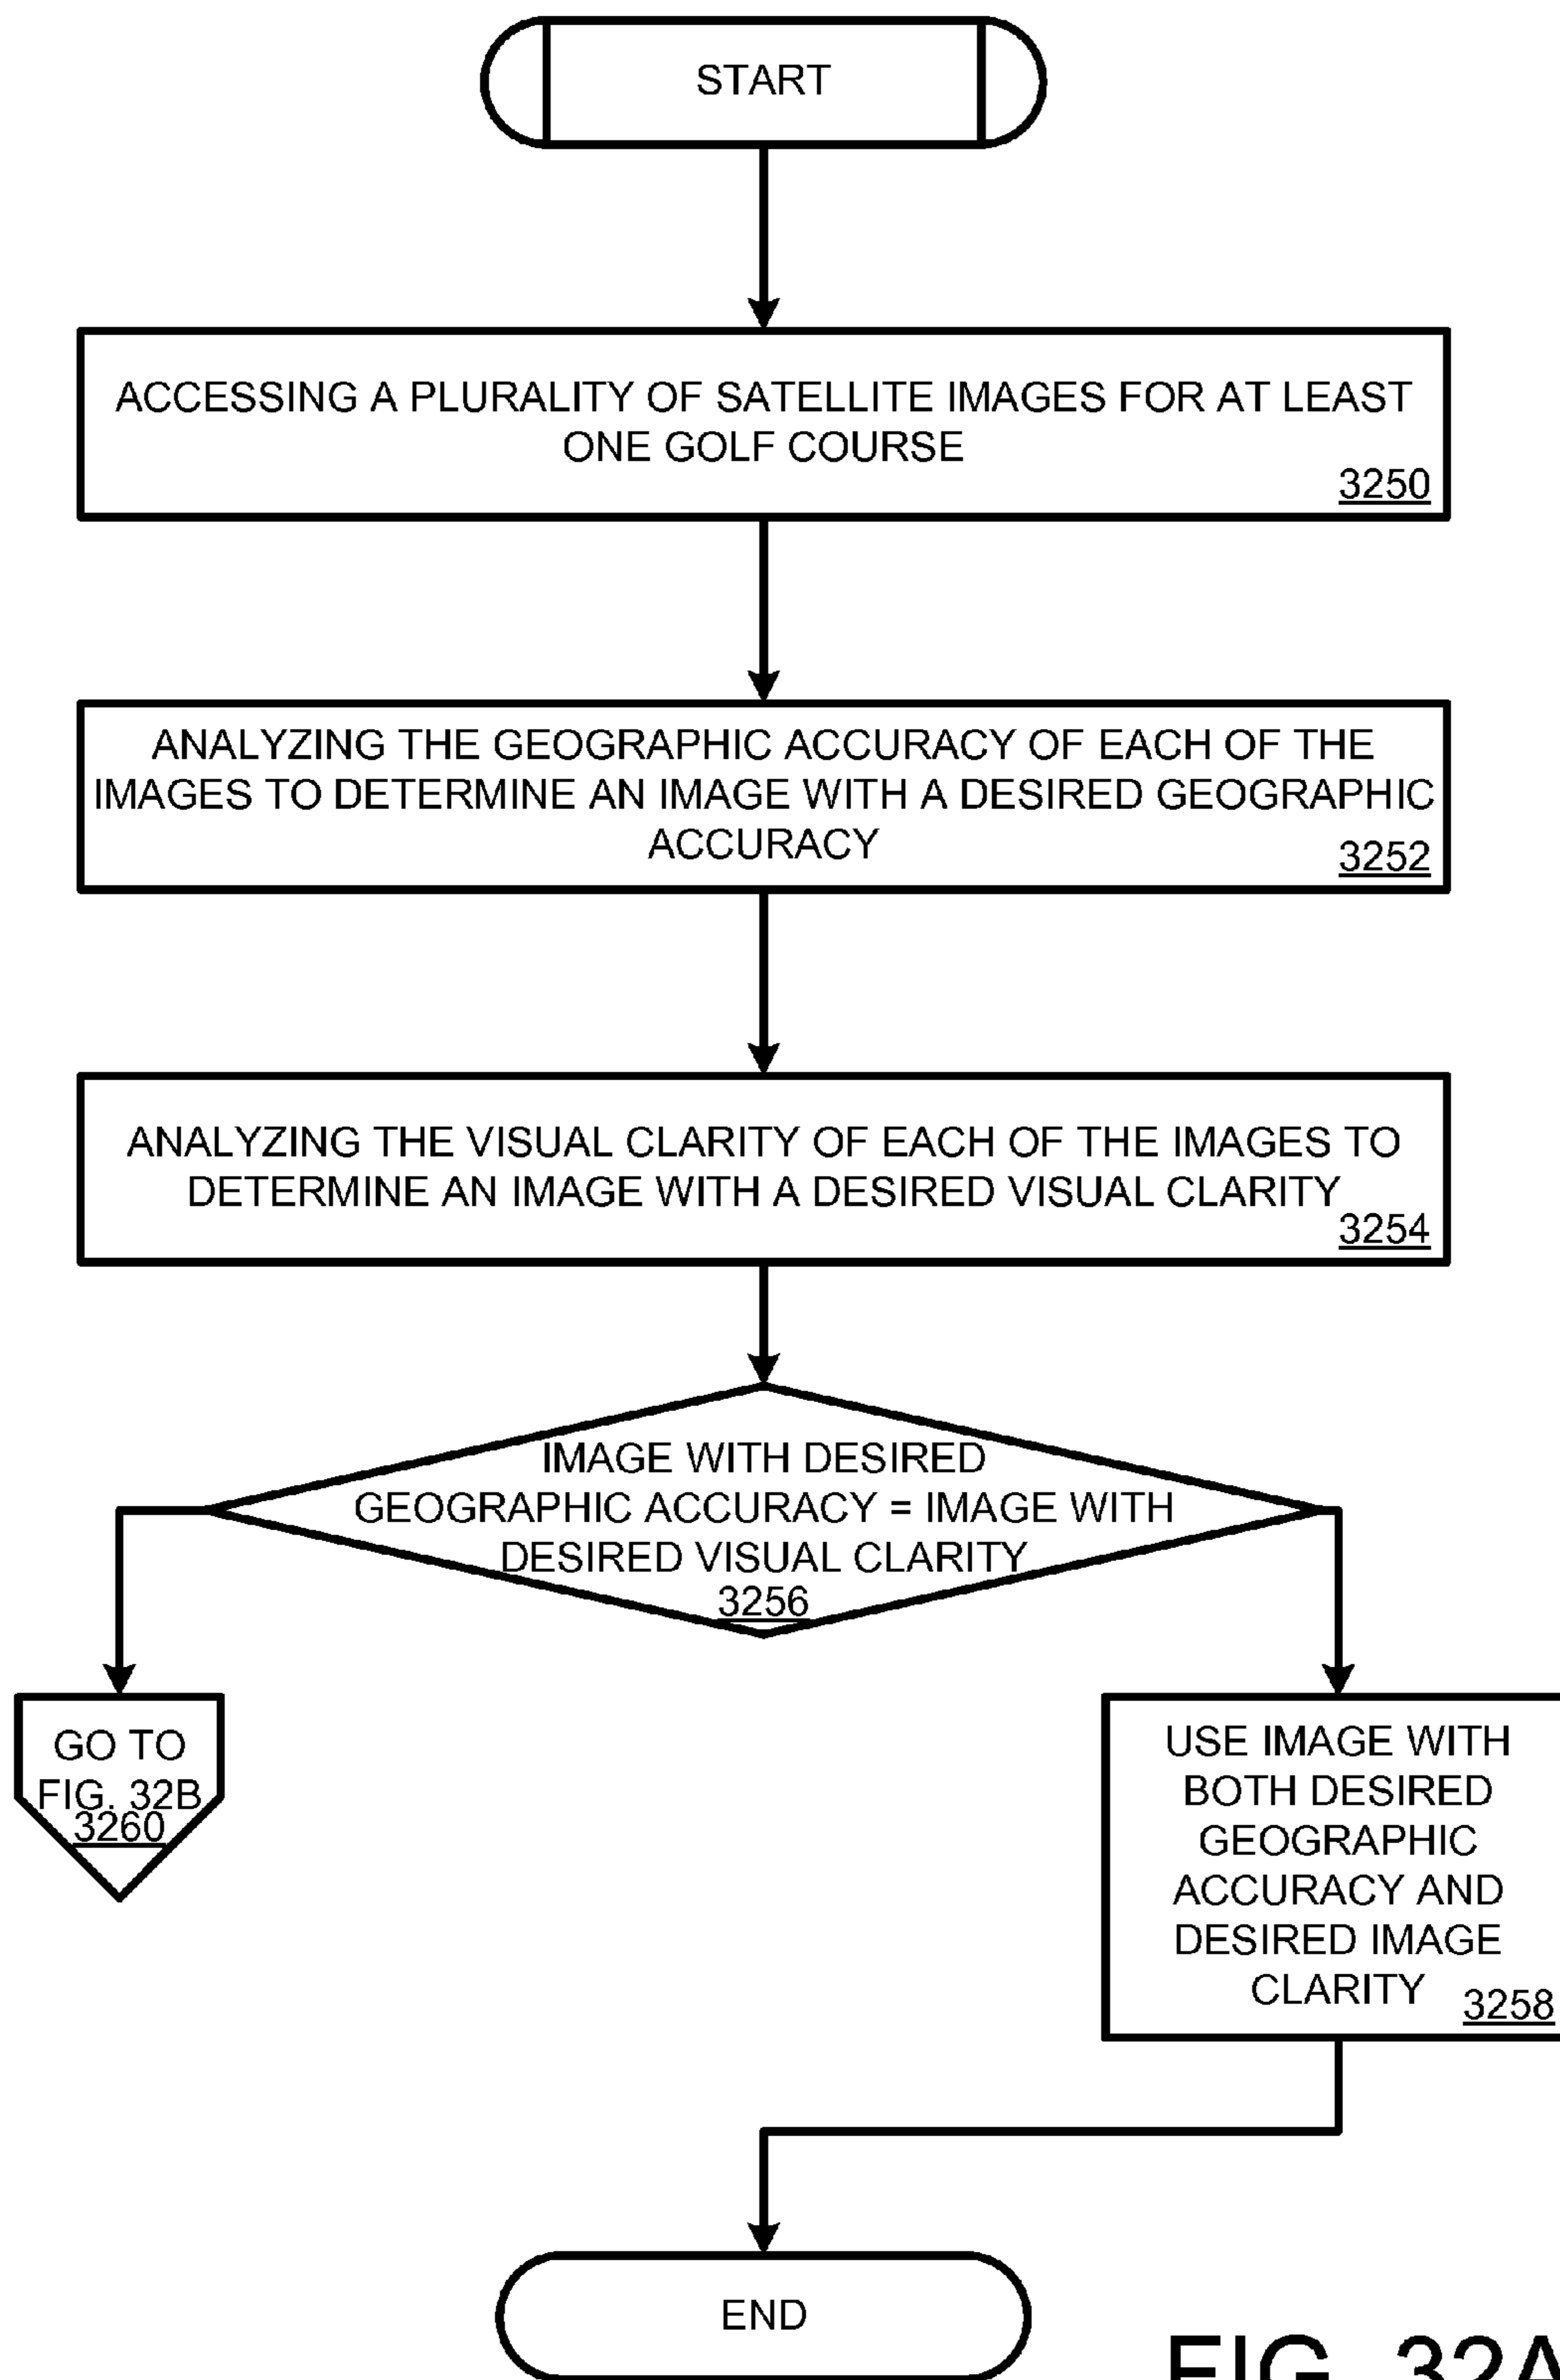 START
ACCESSING A PLURALITY OF SATELLITE IMAGES FOR AT LEAST
ONE GOLF COURSE
3250
ANALYZING THE GEOGRAPHIC ACCURACY OF EACH OF THE
IMAGES TO DETERMINE AN IMAGE WITH A DESIRED GEOGRAPHIC
ACCURACY
3252
ANALYZING THE VISUAL CLARITY OF EACH OF THE IMAGES TO
DETERMINE AN IMAGE WITH A DESIRED VISUAL CLARITY
3254
IMAGE WITH DESIRED
GEOGRAPHIC ACCURACY = IMAGE WITH
DESIRED VISUAL CLARITY
3256
GO TO
FIG. 32B
3260
USE IMAGE WITH
BOTH DESIRED
GEOGRAPHIC
ACCURACY AND
DESIRED IMAGE
CLARITY
3258
END
FIG. 32A